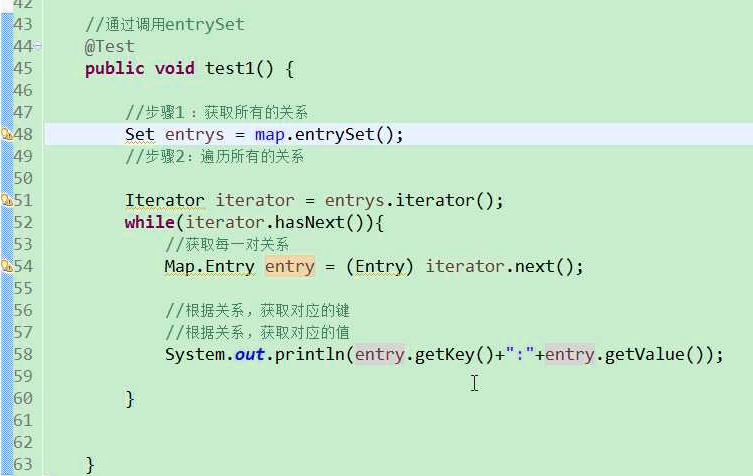 42
43 //通过调用entrySet
44 @Test
45 public void test1() {
46
47 //步骤1：获取所有的关系
48 Set entrys = map.entrySet();
49 //步骤2：遍历所有的关系
50
51 Iterator iterator = entrys.iterator();
52 while(iterator.hasNext()){
53 //获取每一对关系
54 Map.Entry entry = (Entry) iterator.next();
55
56 //根据关系，获取对应的键
57 //根据关系，获取对应的值
58 System.out.println(entry.getKey()+":"+entry.getValue());
59
60 }
61
62
63 }